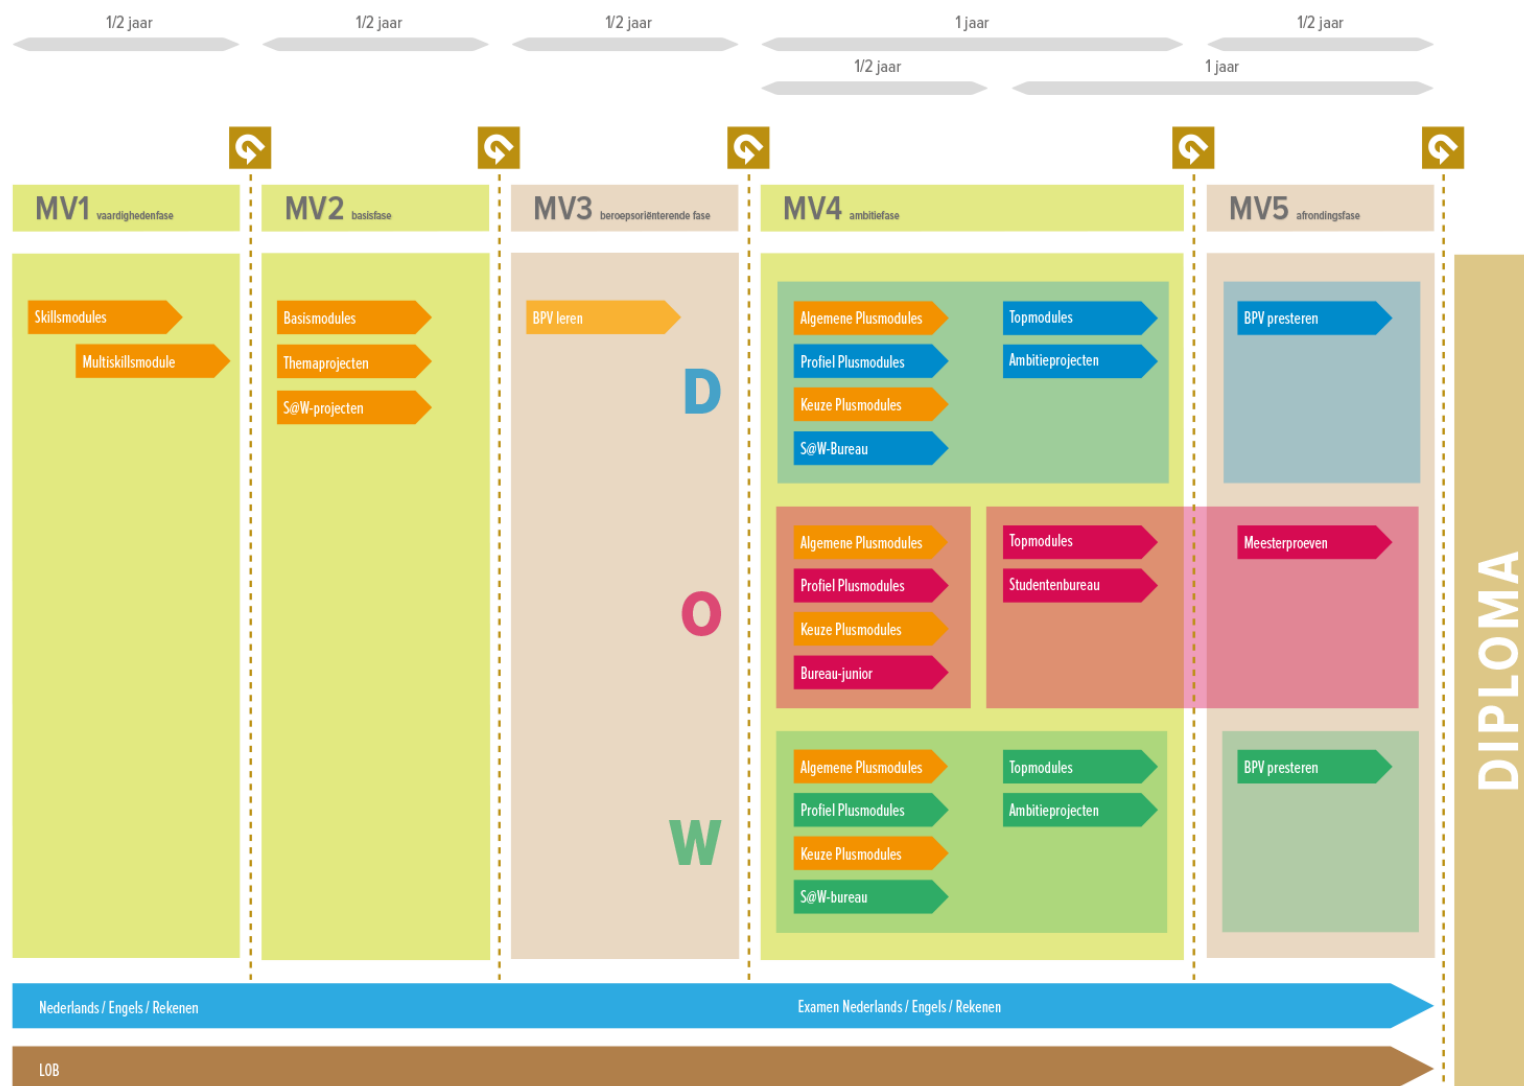 1/2 jaar
1/2 jaar
1/2 jaar
1 jaar
1/2 jaar
1/2 jaar
1 jaar
MV1 vaardighedenfase
MV2 basisfase
MV3 beroepsoriënterende fase
MV4 ambitiefase
MV5 afrondingsfase
Skillsmodules
Multiskillsmodule
Basismodules
Themaprojecten
S@W-projecten
BPV leren
D
O
W
Algemene Plusmodules
Profiel Plusmodules
Keuze Plusmodules
S@W-Bureau
Topmodules
Ambitieprojecten
BPV presteren
Algemene Plusmodules
Profiel Plusmodules
Keuze Plusmodules
Bureau-junior
Topmodules
Studentenbureau
Meesterproeven
Algemene Plusmodules
Profiel Plusmodules
Keuze Plusmodules
S@W-bureau
Topmodules
Ambitieprojecten
BPV presteren
DIPLOMA
Nederlands / Engels / Rekenen
Examen Nederlands / Engels / Rekenen
LOB